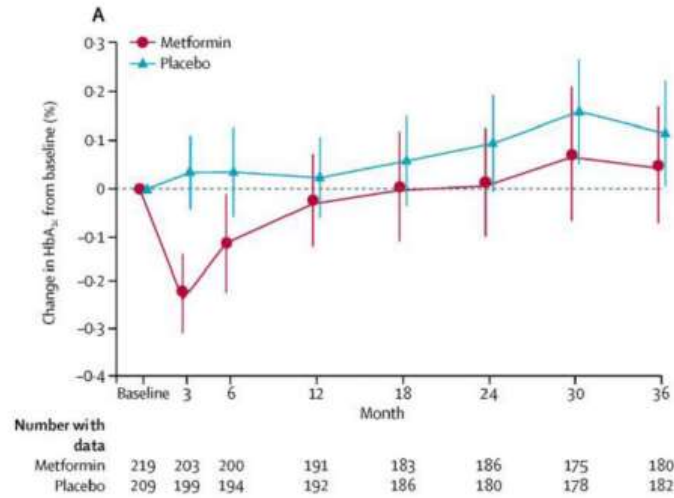 A
0·3
0·2
0·1
0
−0·1
−0·2
−0·3
−0·4
Change in HbA1c from baseline (%)
Metformin
Placebo
Baseline 3 6 12 18 24 30 36
Month
Number with
data
Metformin 219 203 200 191 183 186 175 180
Placebo 209 199 194 192 186 180 178 182